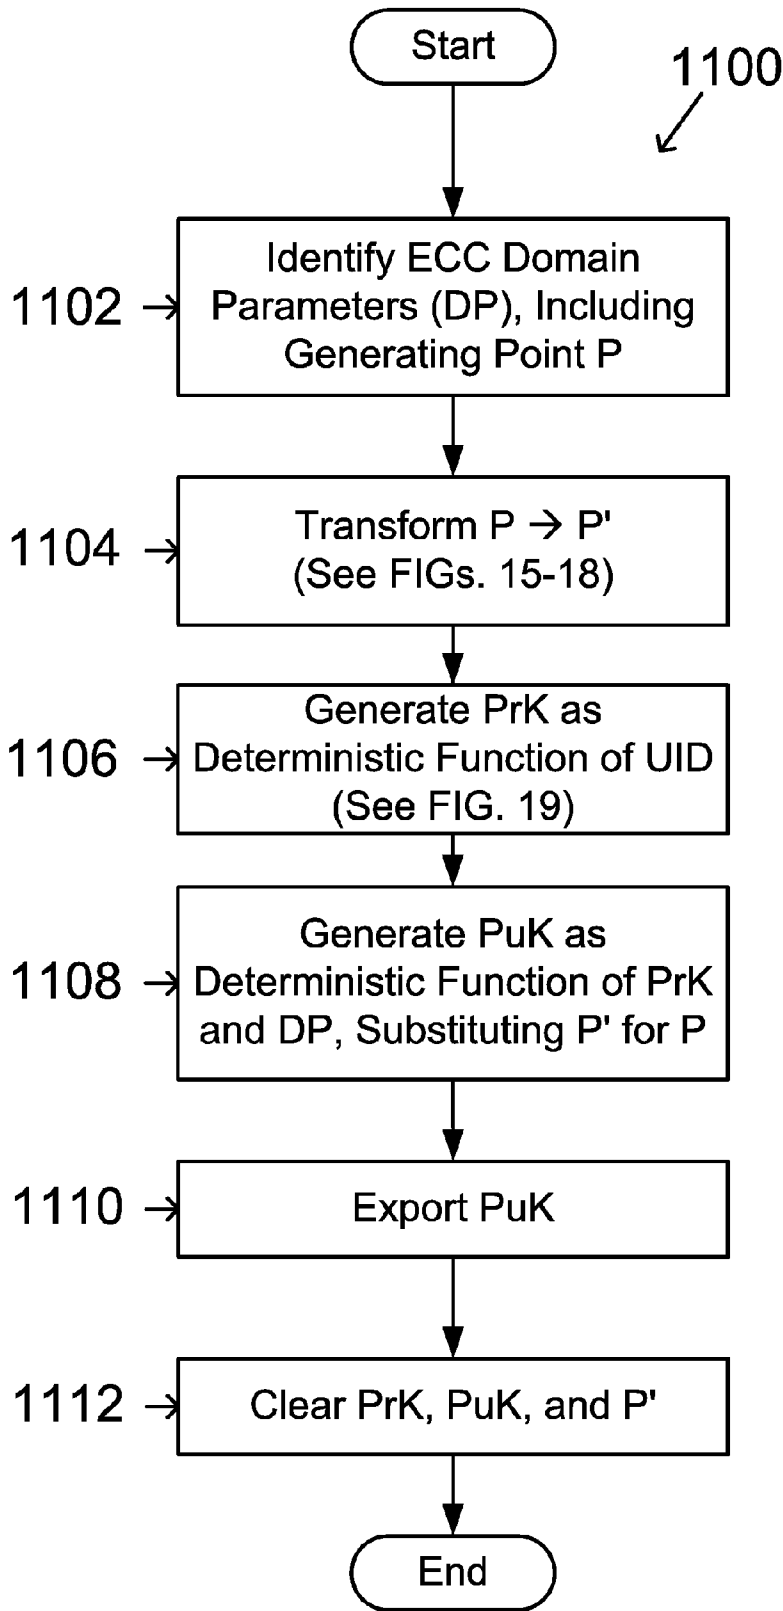 Start
1100
1102
Identify ECC Domain
Parameters (DP), Including
Generating Point P
1104
Transform P → P'
(See FIGs. 15-18)
1106
Generate PrK as
Deterministic Function of UID
(See FIG. 19)
1108
Generate PuK as
Deterministic Function of PrK
and DP, Substituting P' for P
1110
Export PuK
1112
Clear PrK, PuK, and P'
End